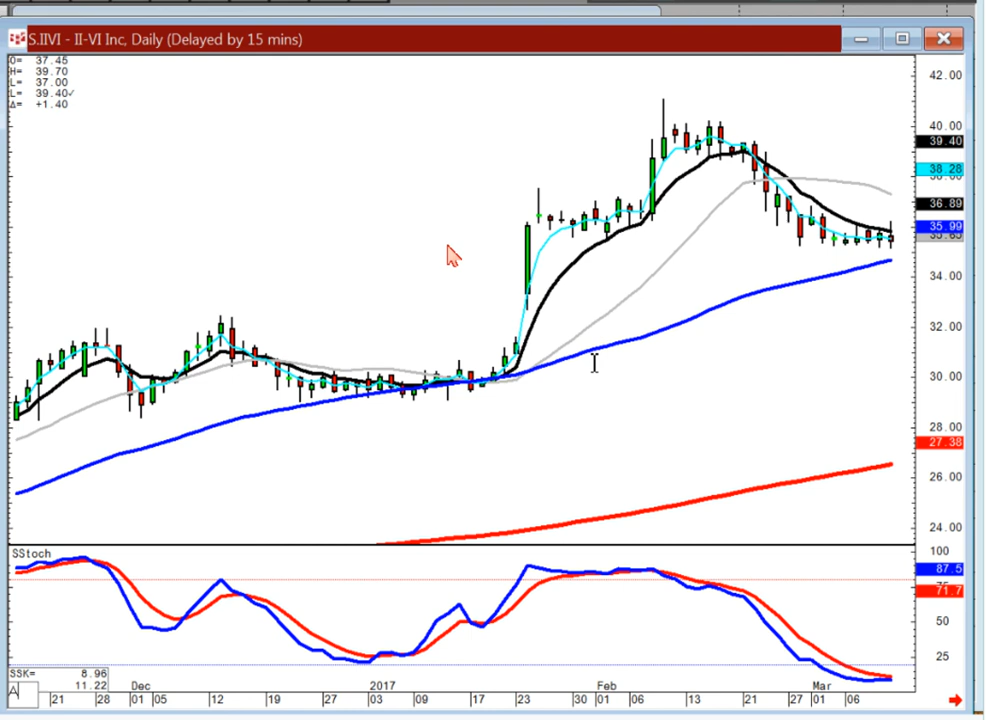 S.IIVI - II-VI Inc, Daily (Delayed by 15 mins)
O= 37.45
H= 39.70
L= 37.00
L= 39.40✓
Δ= +1.40
42.00
40.00
39.40
38.28
36.89
35.99
34.00
32.00
30.00
28.00
27.38
26.00
24.00
SStoch
100
87.5
71.7
50
25
SSK= 8.96
11.22
Dec 2017 Feb Mar
A 21 28 01 05 12 19 27 03 09 17 23 30 01 06 13 21 27 01 06